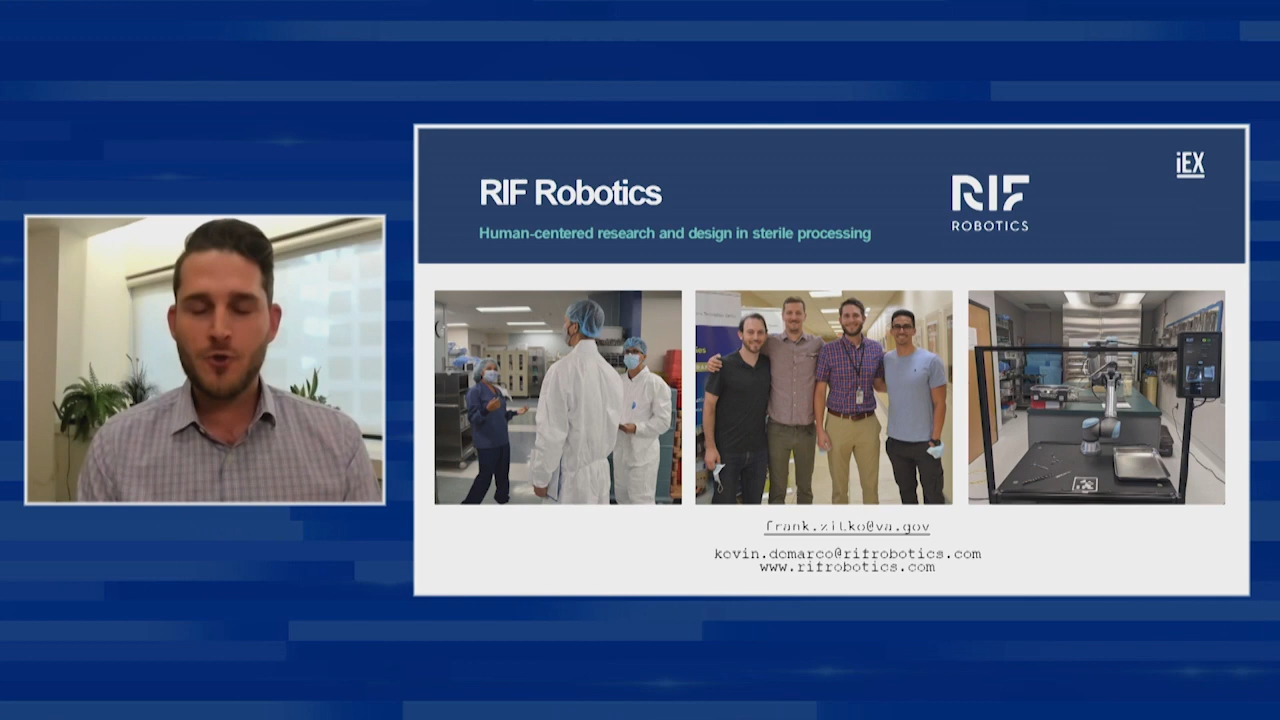 iEX
RIF Robotics
Human-centered research and design in sterile processing
RIF
ROBOTICS
frank.zitko@va.gov
kevin.demarco@rifrobotics.com
www.rifrobotics.com